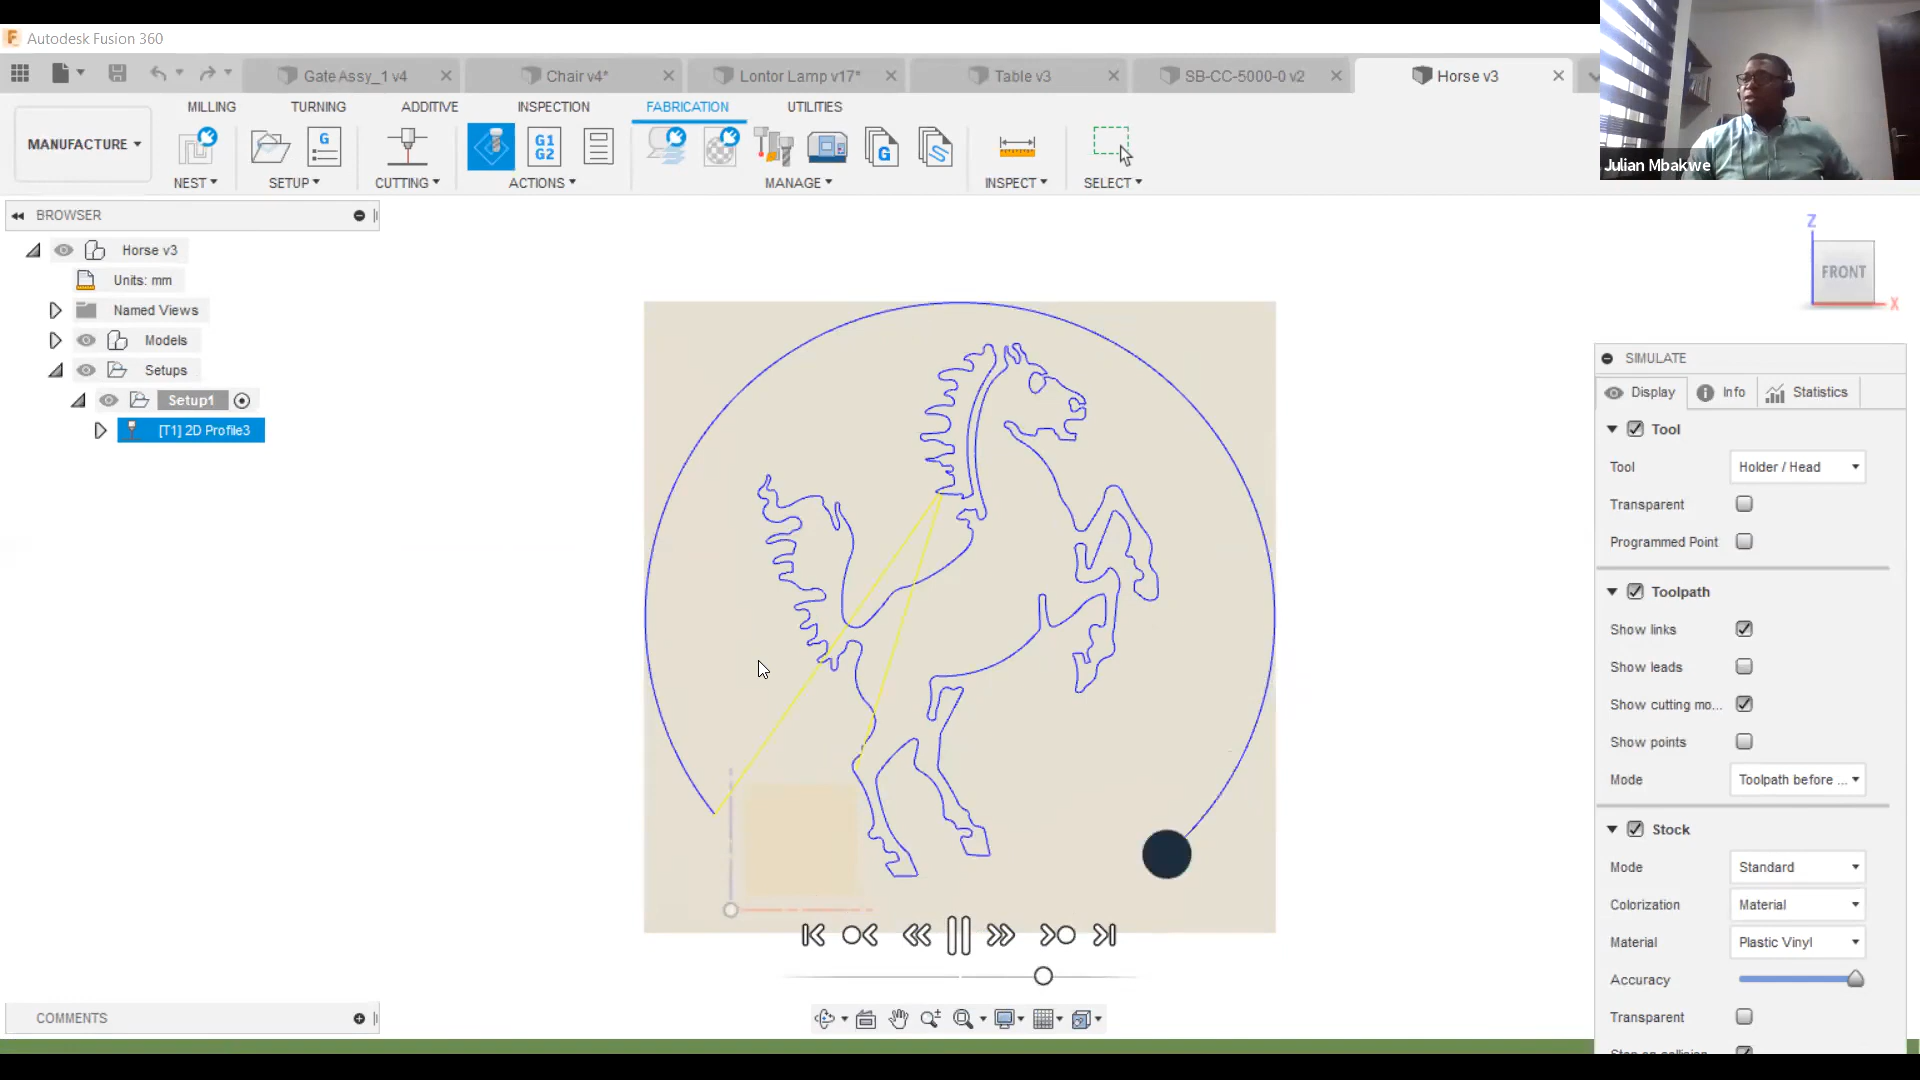 Autodesk Fusion 360
Gate Assy_1 v4
Chair v4*
Lontor Lamp v17*
Table v3
SB-CC-5000-0 v2
Horse v3
MILLING
TURNING
ADDITIVE
INSPECTION
FABRICATION
UTILITIES
MANUFACTURE
G
G1
G2
G
NEST
SETUP
CUTTING
ACTIONS
MANAGE
INSPECT
SELECT
Julian Mbakwe
BROWSER
Horse v3
Units: mm
Named Views
Models
Setups
Setup1
[T1] 2D Profile3
Z
FRONT
X
SIMULATE
Display
Info
Statistics
Tool
Tool
Holder / Head
Transparent
Programmed Point
Toolpath
Show links
Show leads
Show cutting mo...
Show points
Mode
Toolpath before ...
Stock
Mode
Standard
Colorization
Material
Material
Plastic Vinyl
Accuracy
Transparent
COMMENTS